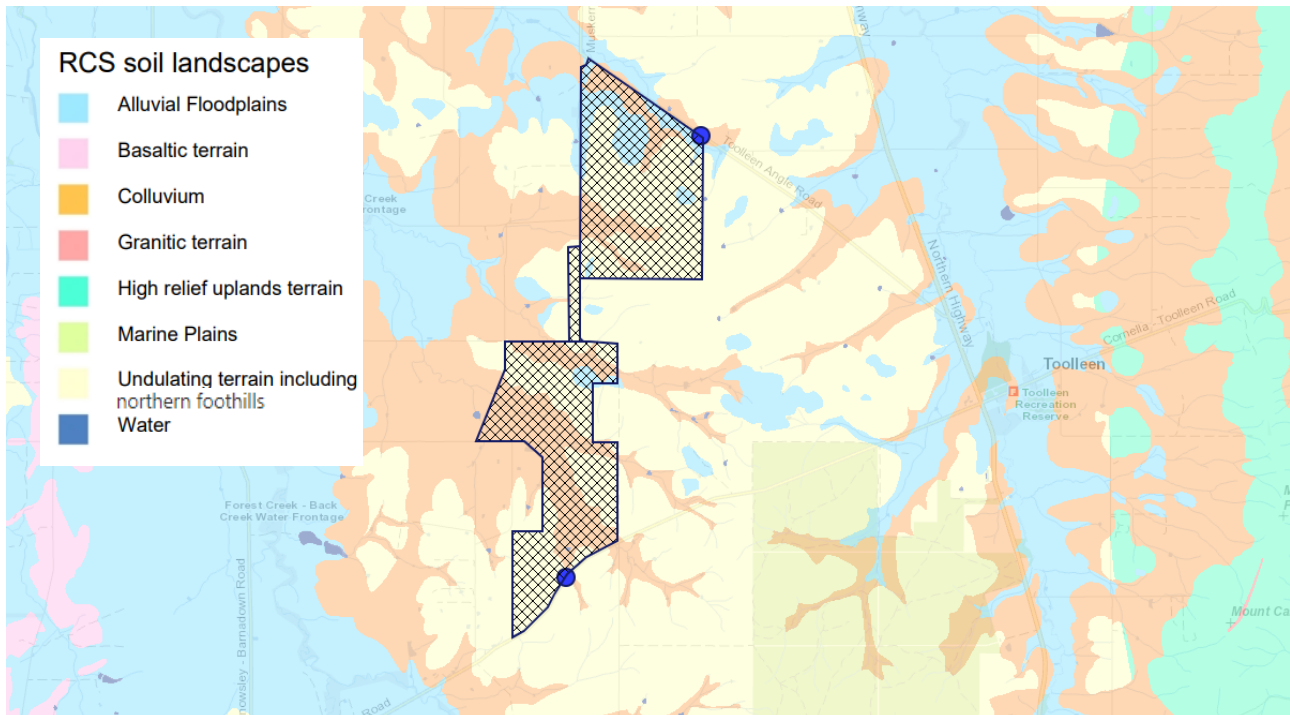 RCS soil landscapes
Alluvial Floodplains
Basaltic terrain
Colluvium
Granitic terrain
High relief uplands terrain
Marine Plains
Undulating terrain including
northern foothills
Water
Creek
Frontage
Toolleen Angle Road
Northern Highway
Cornella - Toolleen Road
Toolleen
Toolleen
Recreation
Reserve
Forest Creek - Back
Creek Water Frontage
Barnadown Road
Road
Mount Ca